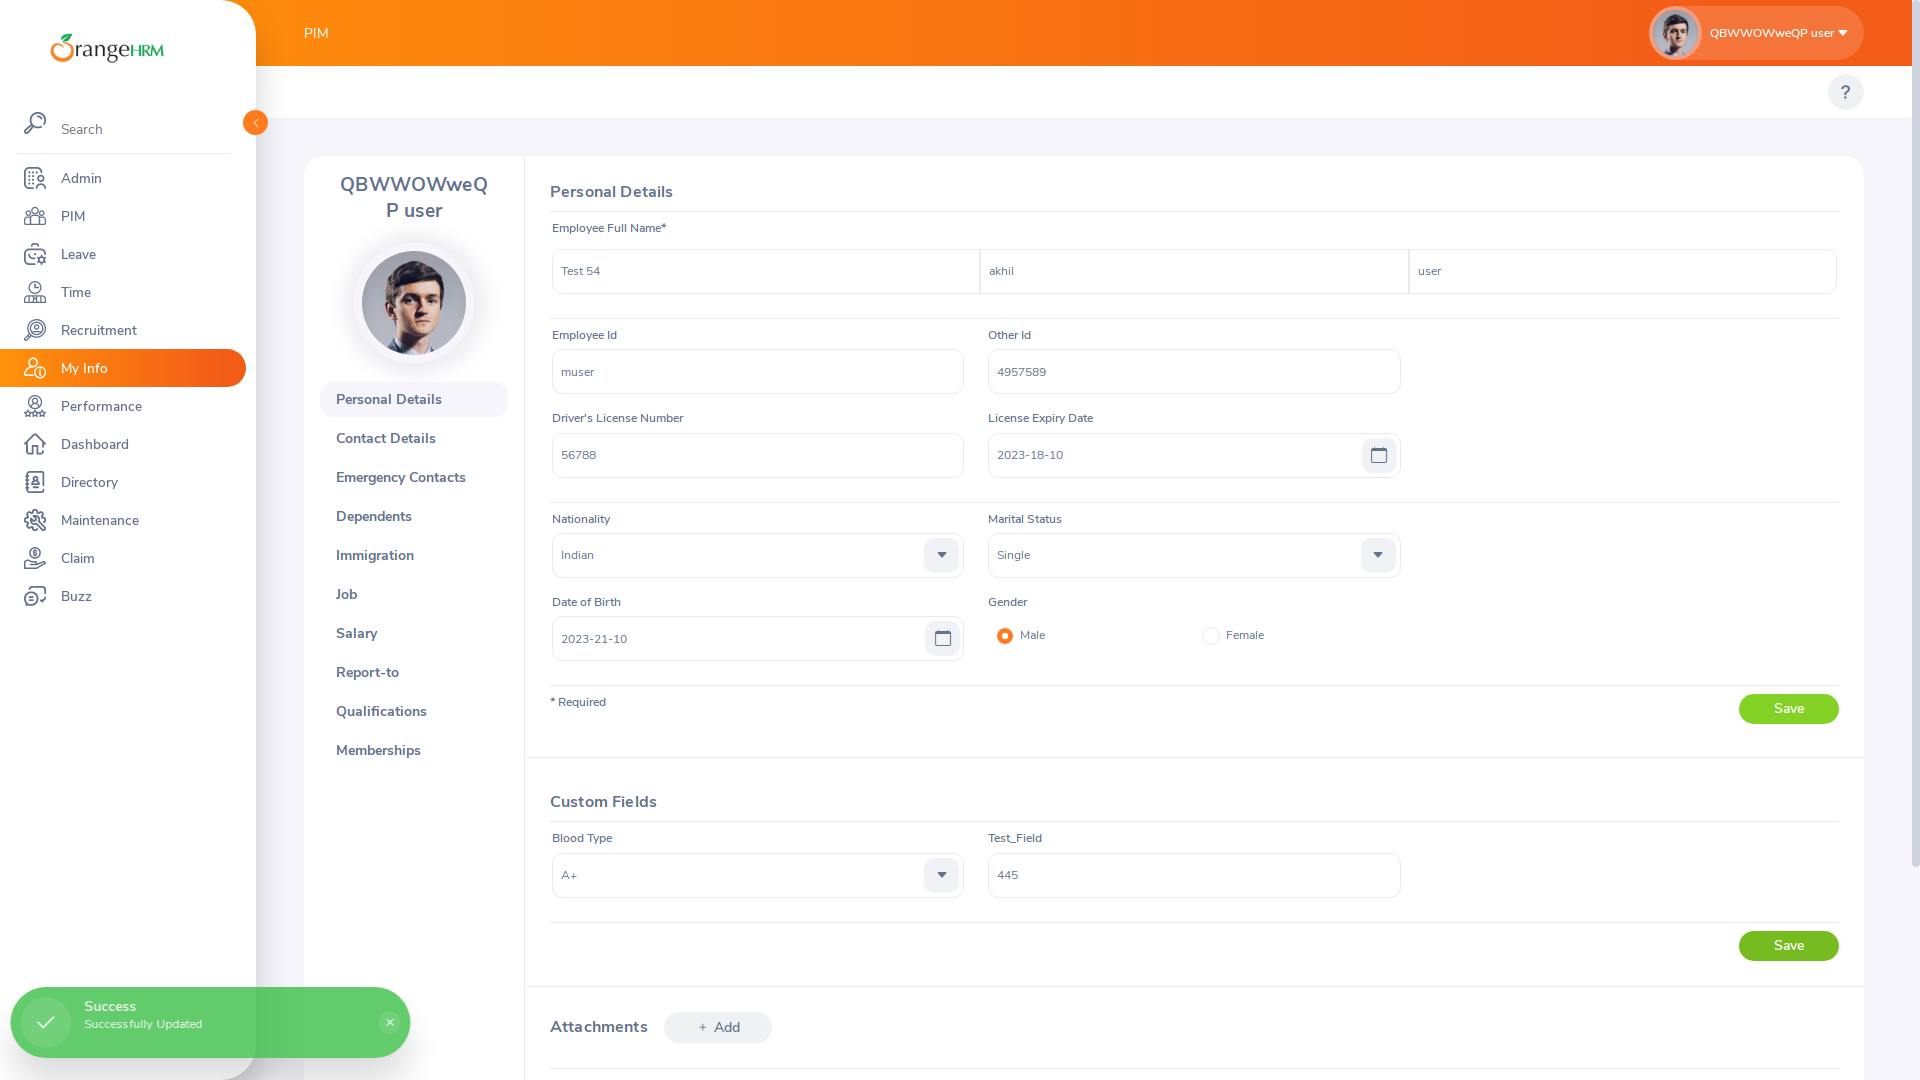 OrangeHRM
PIM
QBWWOWweQP user
?
Search
Admin
PIM
Leave
Time
Recruitment
My Info
Performance
Dashboard
Directory
Maintenance
Claim
Buzz
QBWWOWweQ
P user
Personal Details
Contact Details
Emergency Contacts
Dependents
Immigration
Job
Salary
Report-to
Qualifications
Memberships
Personal Details
Employee Full Name*
Test 54 akhil user
Employee Id Other Id
muser 4957589
Driver's License Number License Expiry Date
56788 2023-18-10
Nationality Marital Status
Indian Single
Date of Birth Gender
2023-21-10 Male Female
* Required Save
Custom Fields
Blood Type Test_Field
A+ 445
Save
Attachments + Add
Success
Successfully Updated